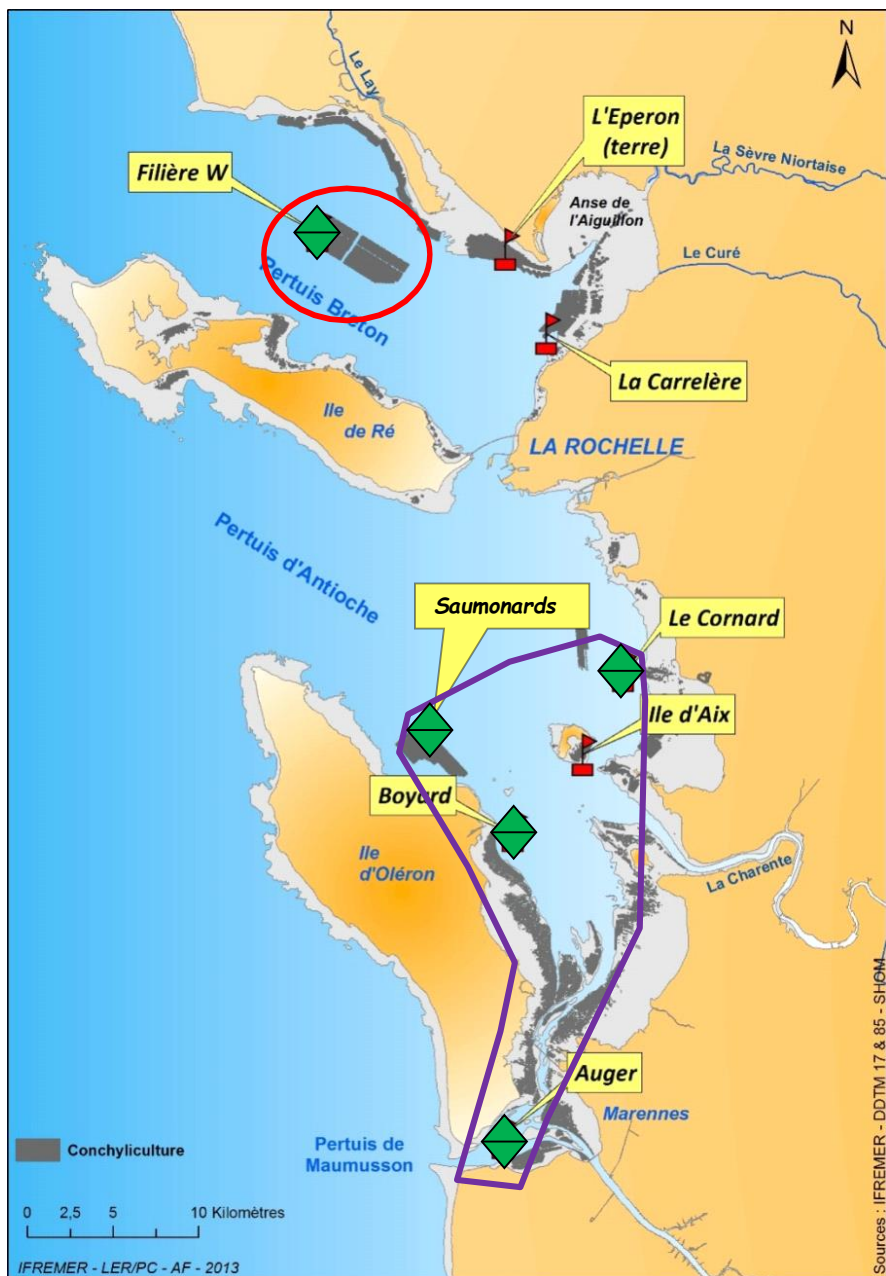 N
Le Lay
L'Eperon
(terre)
La Sèvre Niortaise
Filière W
Anse de
l'Aiguillon
Le Curé
Pertuis Breton
La Carrelère
Ile
de Ré
LA ROCHELLE
Pertuis d'Antioche
Saumonards
Le Cornard
Ile d'Aix
Boyard
Ile
d'Oléron
La Charente
Auger
Marennes
Pertuis de
Maumusson
Conchyliculture
0 2,5 5 10 Kilomètres
IFREMER - LER/PC - AF - 2013
Sources : IFREMER - DDTM 17 & 85 - SHOM